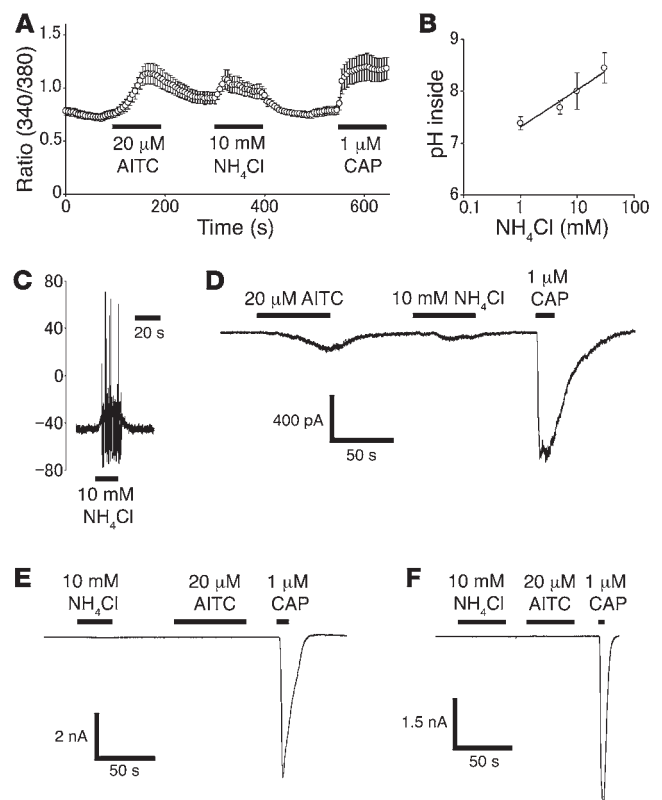 A
Ratio (340/380)
1.5
1.0
0.5
0
20 µM
AITC
10 mM
NH₄Cl
1 µM
CAP
0
200
400
600
Time (s)
B
pH inside
9
8
7
6
0.1
1
10
100
NH₄Cl (mM)
C
80
40
0
−40
−80
20 s
10 mM
NH₄Cl
D
20 µM AITC
10 mM NH₄Cl
1 µM
CAP
400 pA
50 s
E
10 mM
NH₄Cl
20 µM
AITC
1 µM
CAP
2 nA
50 s
F
10 mM
NH₄Cl
20 µM
AITC
1 µM
CAP
1.5 nA
50 s